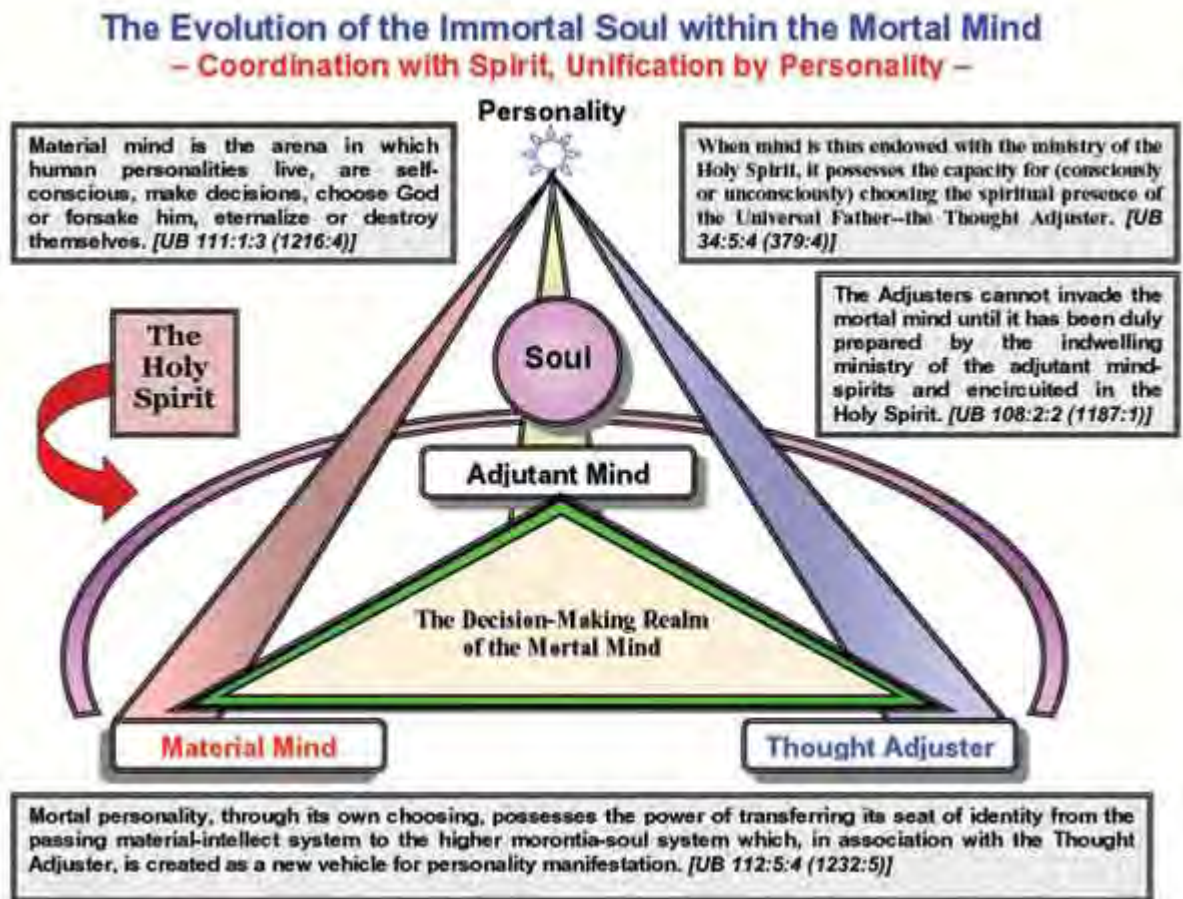 The Evolution of the Immortal Soul within the Mortal Mind
– Coordination with Spirit, Unification by Personality –
Personality
Material mind is the arena in which
human personalities live, are self-
conscious, make decisions, choose God
or forsake him, eternalize or destroy
themselves. [UB 111:1:3 (1216:4)]
When mind is thus endowed with the ministry of the
Holy Spirit, it possesses the capacity for (consciously
or unconsciously) choosing the spiritual presence of
the Universal Father--the Thought Adjuster. [UB
34:5:4 (379:4)]
The Adjusters cannot invade the
mortal mind until it has been duly
prepared by the indwelling
ministry of the adjutant mind-
spirits and encircuited in the
Holy Spirit. [UB 108:2:2 (1187:1)]
The
Holy
Spirit
Soul
Adjutant Mind
The Decision-Making Realm
of the Mortal Mind
Material Mind
Thought Adjuster
Mortal personality, through its own choosing, possesses the power of transferring its seat of identity from the
passing material-intellect system to the higher morontia-soul system which, in association with the Thought
Adjuster, is created as a new vehicle for personality manifestation. [UB 112:5:4 (1232:5)]